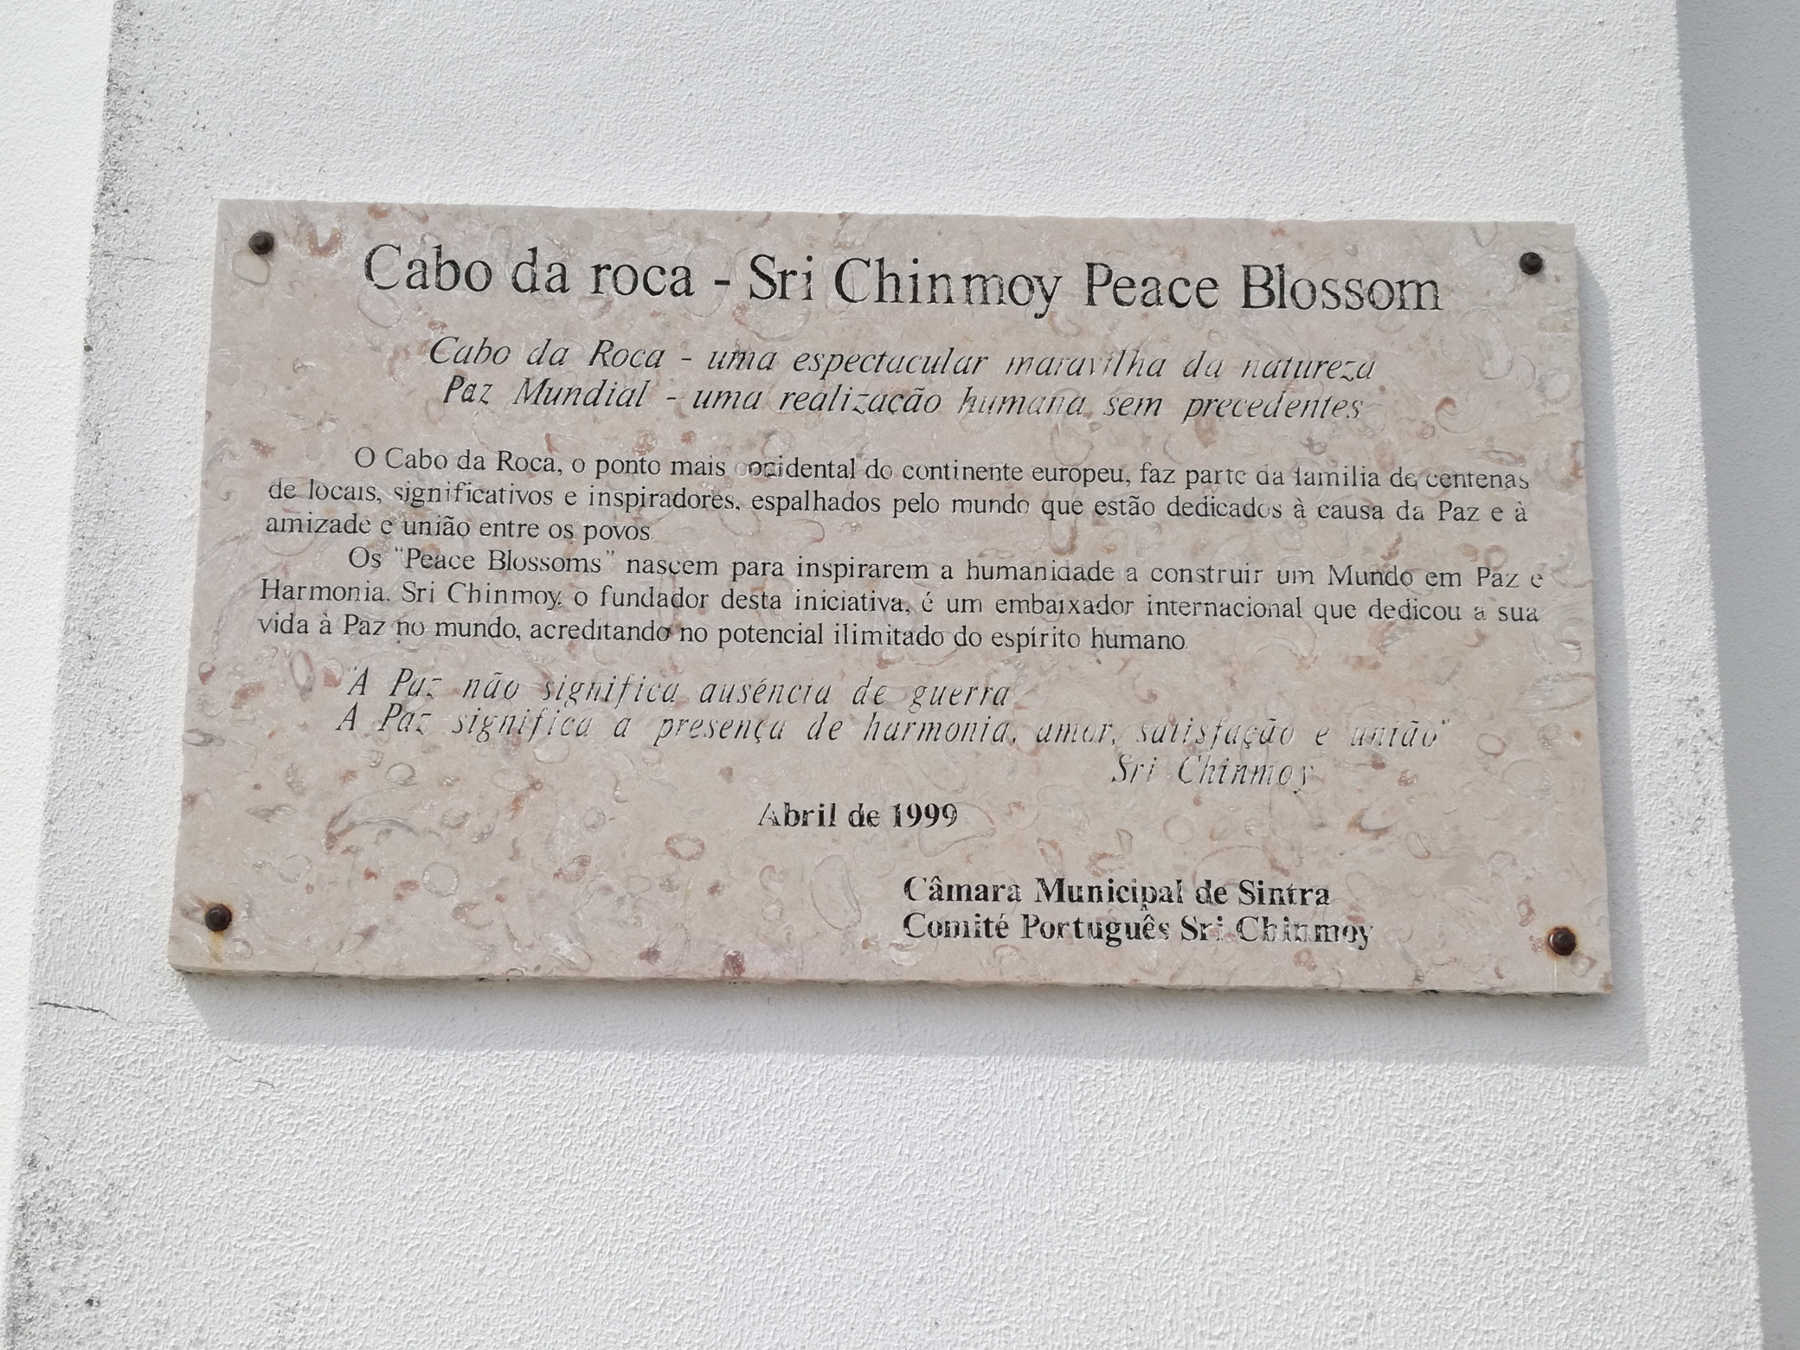 Cabo da roca - Sri Chinmoy Peace Blossom
Cabo da Roca - uma espectacular maravilha da natureza
Paz Mundial - uma realização humana sem precedentes
O Cabo da Roca, o ponto mais ocidental do continente europeu, faz parte da família de centenas
de locais, significativos e inspiradores, espalhados pelo mundo que estão dedicados à causa da Paz e à
amizade e união entre os povos.
Os "Peace Blossoms" nascem para inspirarem a humanidade a construir um Mundo em Paz e
Harmonia. Sri Chinmoy, o fundador desta iniciativa, é um embaixador internacional que dedicou a sua
vida à Paz no mundo, acreditando no potencial ilimitado do espírito humano.
"A Paz não significa ausência de guerra
A Paz significa a presença de harmonia, amor, satisfação e união"
Sri Chinmoy
Abril de 1999
Câmara Municipal de Sintra
Comité Português Sri Chinmoy